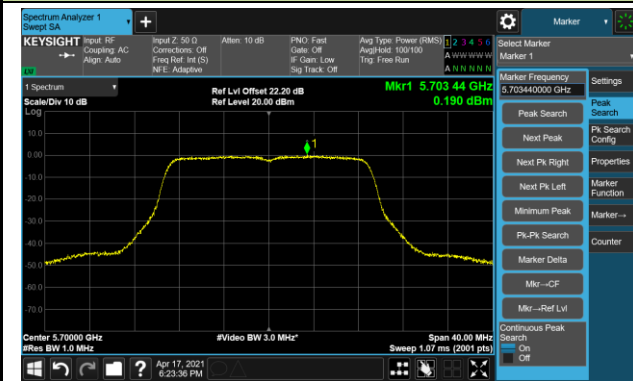 Spectrum Analyzer 1
Swept SA
+
Marker
KEYSIGHT
Input: RF
Coupling: AC
Align: Auto
Input Z: 50 Ω
Corrections: Off
Freq Ref: Int (S)
NFE: Adaptive
Atten: 10 dB
PNO: Fast
Gate: Off
IF Gain: Low
Sig Track: Off
Avg Type: Power (RMS)
Avg|Hold: 100/100
Trig: Free Run
1 2 3 4 5 6
A W W W W W
A N N N N N
Select Marker
Marker 1
1 Spectrum
Scale/Div 10 dB
Log
Ref Lvl Offset 22.20 dB
Ref Level 20.00 dBm
Mkr1 5.703 44 GHz
0.190 dBm
10.0
0.00
-10.0
-20.0
-30.0
-40.0
-50.0
-60.0
-70.0
1
Center 5.70000 GHz
#Res BW 1.0 MHz
#Video BW 3.0 MHz*
Span 40.00 MHz
Sweep 1.07 ms (2001 pts)
Marker Frequency
5.703440000 GHz
Peak Search
Next Peak
Next Pk Right
Next Pk Left
Minimum Peak
Pk-Pk Search
Marker Delta
Mkr→CF
Mkr→Ref Lvl
Continuous Peak
Search
On
Off
Settings
Peak
Search
Pk Search
Config
Properties
Marker
Function
Marker→
Counter
?
Apr 17, 2021
6:23:36 PM